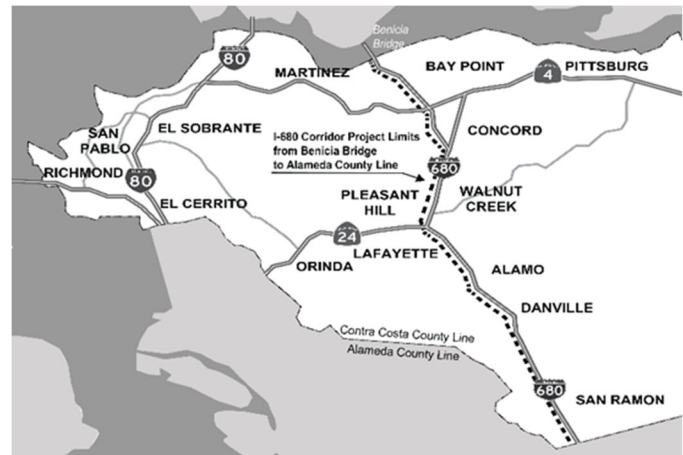 Benicia
Bridge
80
MARTINEZ
BAY POINT
4
PITTSBURG
SAN
PABLO
EL SOBRANTE
I-680 Corridor Project Limits
from Benicia Bridge
to Alameda County Line
CONCORD
680
RICHMOND
80
EL CERRITO
PLEASANT
HILL
WALNUT
CREEK
24
LAFAYETTE
ORINDA
ALAMO
DANVILLE
Contra Costa County Line
Alameda County Line
680
SAN RAMON